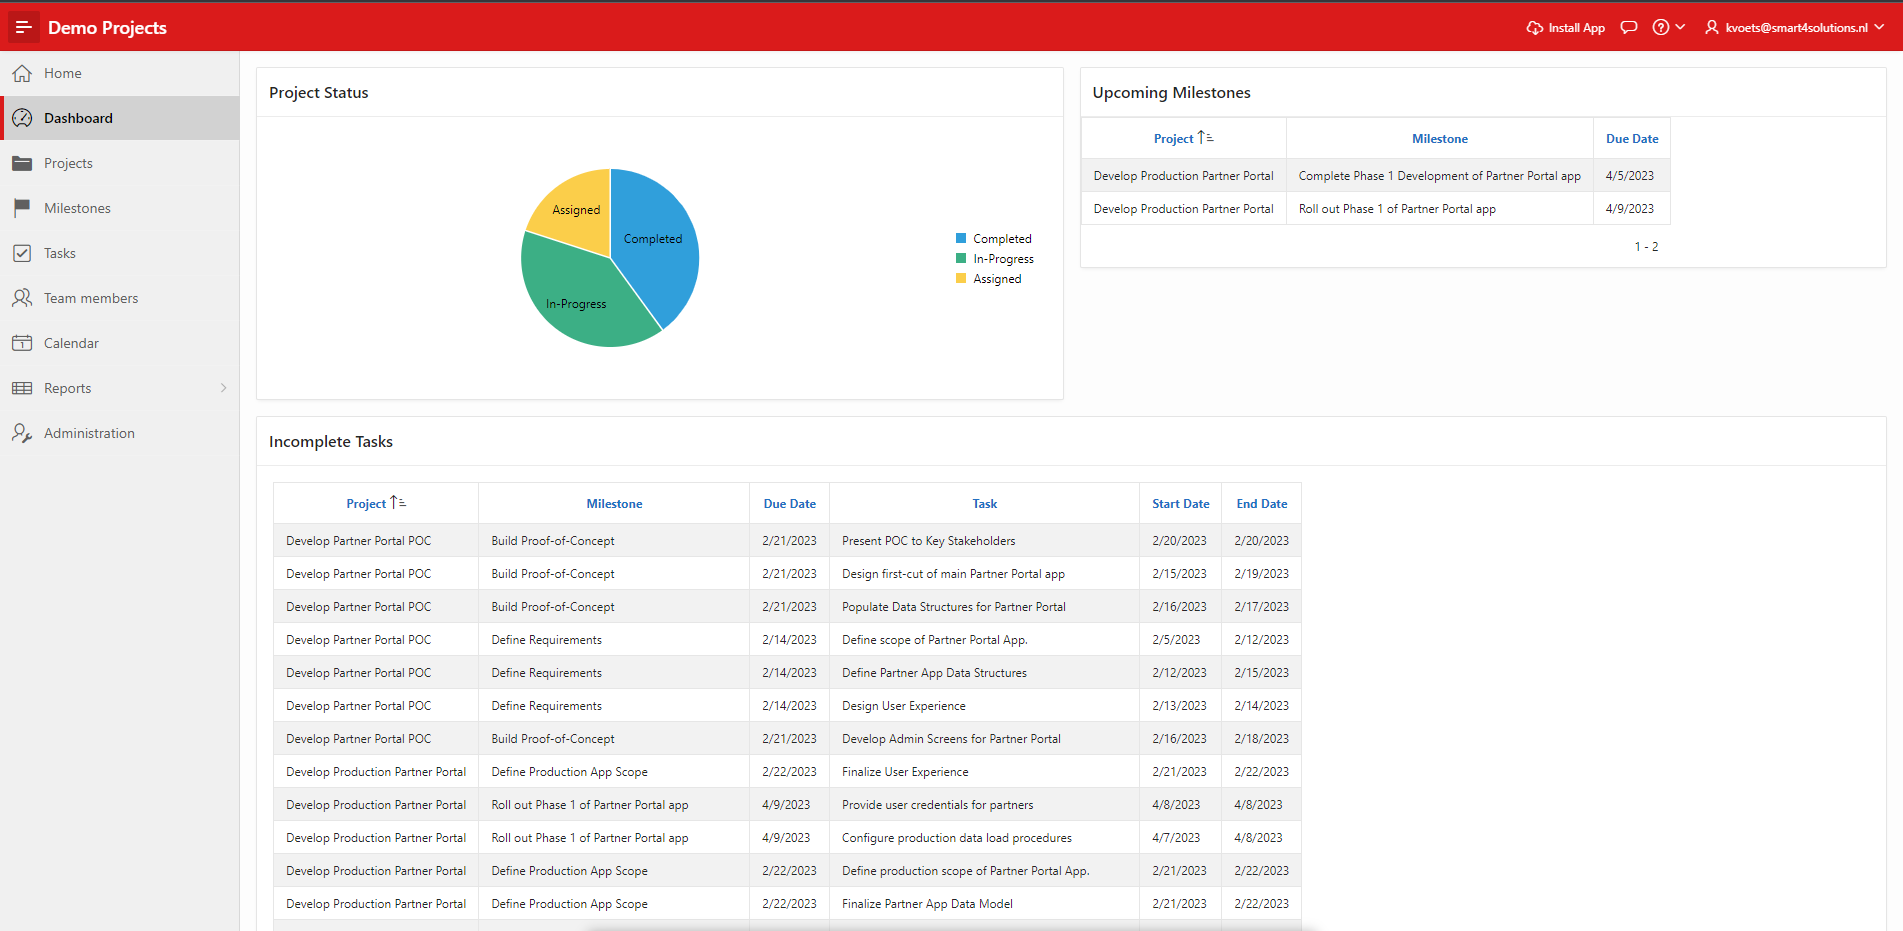 Demo Projects
Install App
kvoets@smart4solutions.nl
Home
Dashboard
Projects
Milestones
Tasks
Team members
Calendar
Reports
Administration
Project Status
Assigned
Completed
In-Progress
Completed
In-Progress
Assigned
Upcoming Milestones
Project Milestone Due Date
Develop Production Partner Portal Complete Phase 1 Development of Partner Portal app 4/5/2023
Develop Production Partner Portal Roll out Phase 1 of Partner Portal app 4/9/2023
1 - 2
Incomplete Tasks
Project Milestone Due Date Task Start Date End Date
Develop Partner Portal POC Build Proof-of-Concept 2/21/2023 Present POC to Key Stakeholders 2/20/2023 2/20/2023
Develop Partner Portal POC Build Proof-of-Concept 2/21/2023 Design first-cut of main Partner Portal app 2/15/2023 2/19/2023
Develop Partner Portal POC Build Proof-of-Concept 2/21/2023 Populate Data Structures for Partner Portal 2/16/2023 2/17/2023
Develop Partner Portal POC Define Requirements 2/14/2023 Define scope of Partner Portal App. 2/5/2023 2/12/2023
Develop Partner Portal POC Define Requirements 2/14/2023 Define Partner App Data Structures 2/12/2023 2/15/2023
Develop Partner Portal POC Define Requirements 2/14/2023 Design User Experience 2/13/2023 2/14/2023
Develop Partner Portal POC Build Proof-of-Concept 2/21/2023 Develop Admin Screens for Partner Portal 2/16/2023 2/18/2023
Develop Production Partner Portal Define Production App Scope 2/22/2023 Finalize User Experience 2/21/2023 2/22/2023
Develop Production Partner Portal Roll out Phase 1 of Partner Portal app 4/9/2023 Provide user credentials for partners 4/8/2023 4/8/2023
Develop Production Partner Portal Roll out Phase 1 of Partner Portal app 4/9/2023 Configure production data load procedures 4/7/2023 4/8/2023
Develop Production Partner Portal Define Production App Scope 2/22/2023 Define production scope of Partner Portal App. 2/21/2023 2/22/2023
Develop Production Partner Portal Define Production App Scope 2/22/2023 Finalize Partner App Data Model 2/21/2023 2/22/2023